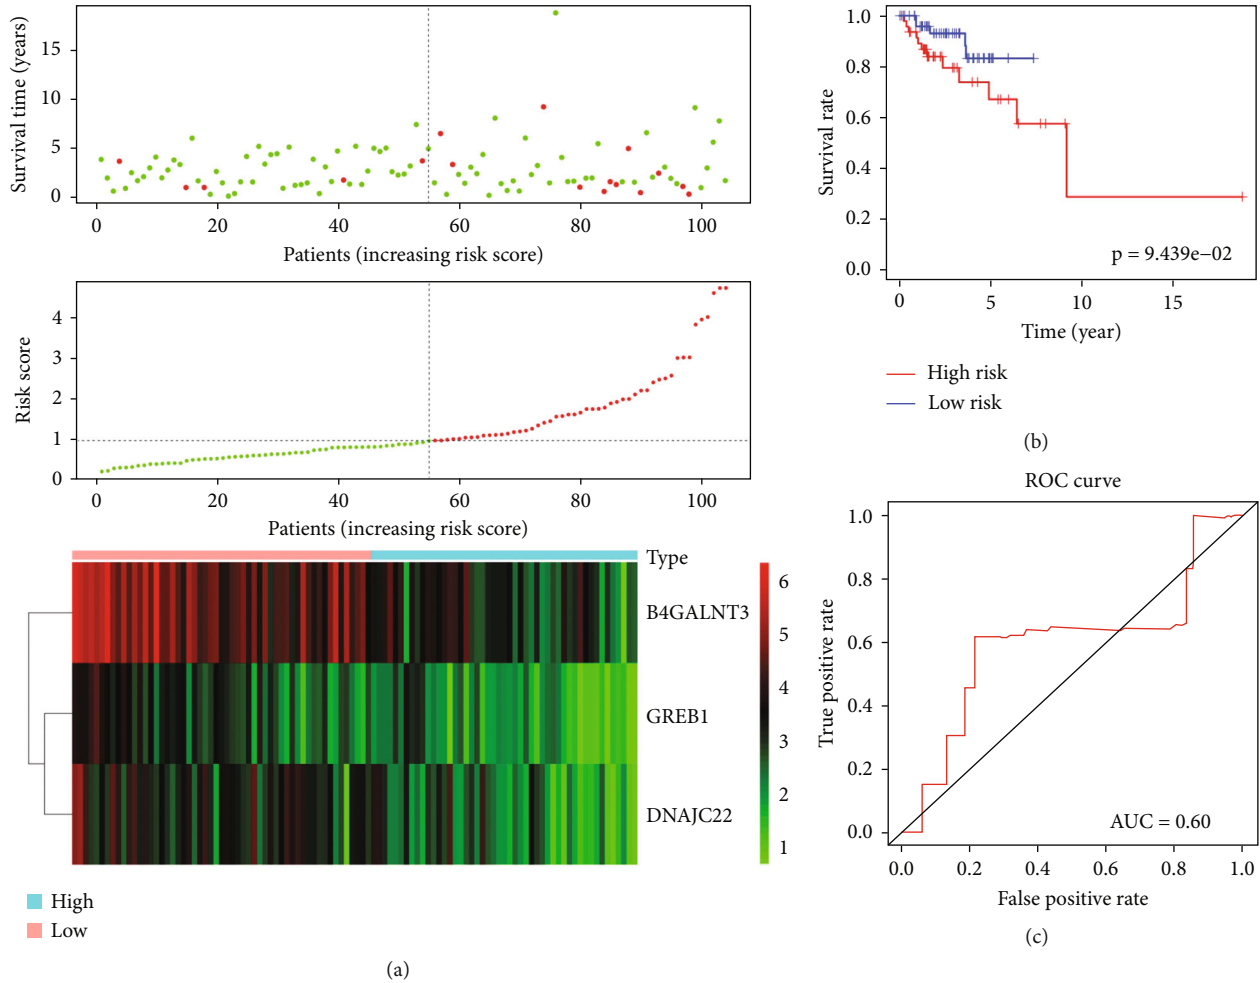 Survival time (years)
15
10
5
0
0 20 40 60 80 100
Patients (increasing risk score)
Risk score
4
3
2
1
0
0 20 40 60 80 100
Patients (increasing risk score)
Type
B4GALNT3
GREB1
DNAJC22
6
5
4
3
2
1
High
Low
(a)
Survival rate
1.0
0.8
0.6
0.4
0.2
0.0
p = 9.439e−02
0 5 10 15
Time (year)
High risk
Low risk
(b)
ROC curve
True positive rate
1.0
0.8
0.6
0.4
0.2
0.0
AUC = 0.60
0.0 0.2 0.4 0.6 0.8 1.0
False positive rate
(c)